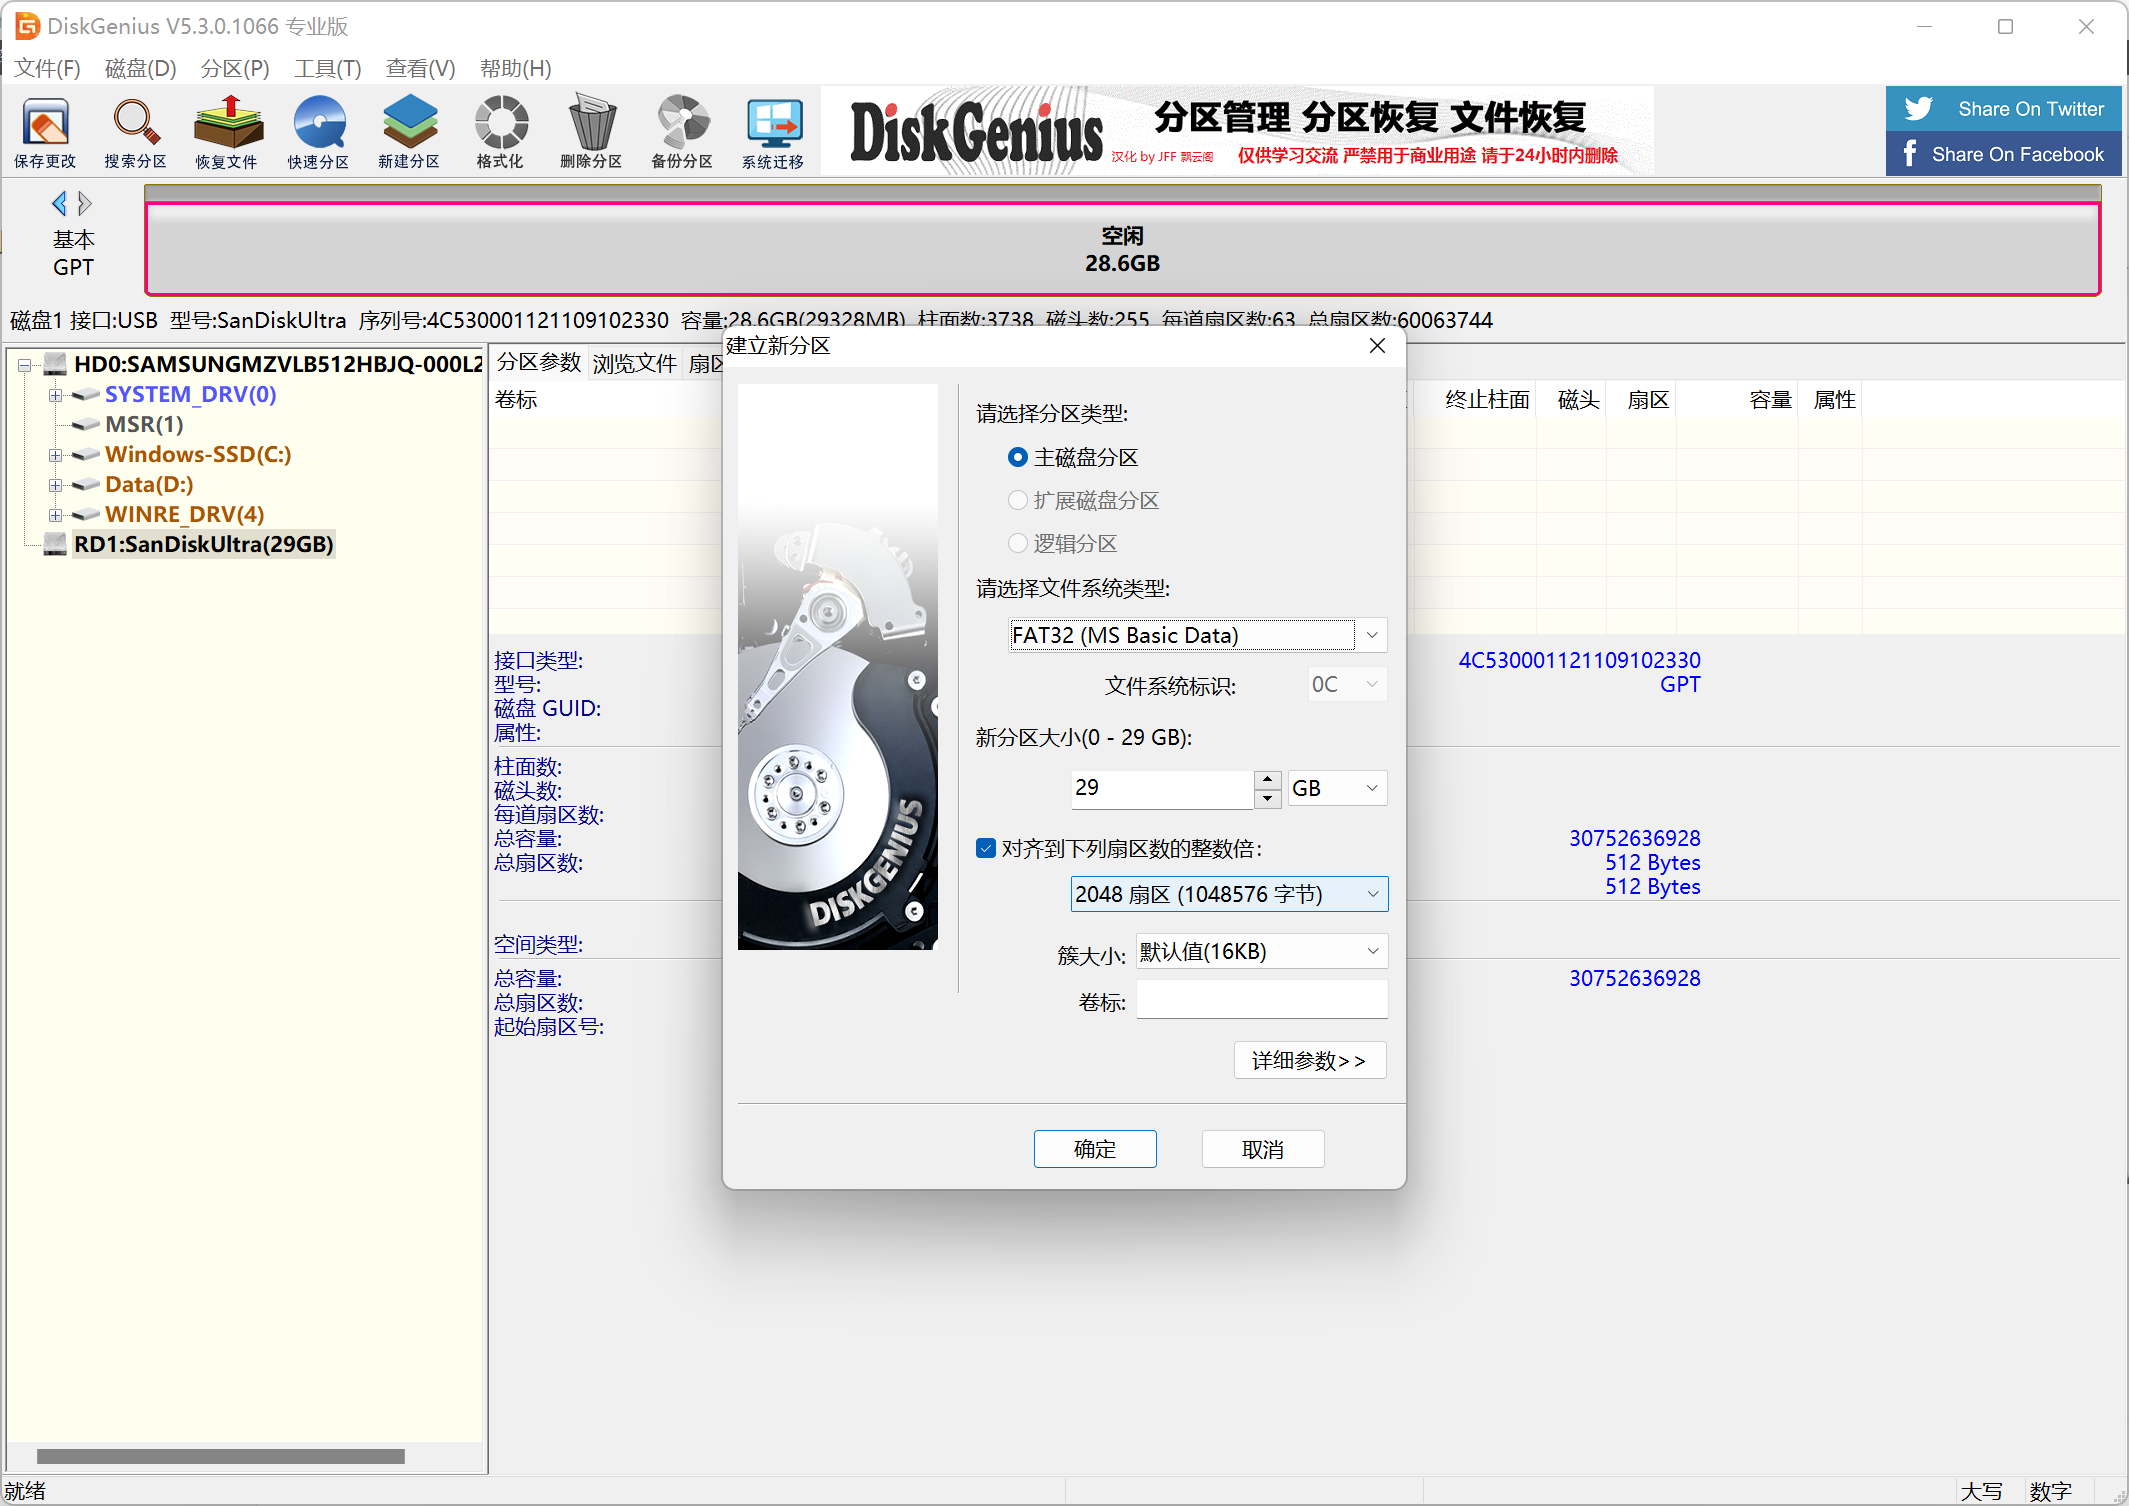 DiskGenius V5.3.0.1066 专业版
文件(F) 磁盘(D) 分区(P) 工具(T) 查看(V) 帮助(H)
保存更改 搜索分区 恢复文件 快速分区 新建分区 格式化 删除分区 备份分区 系统迁移
DiskGenius
汉化 by JFF 飘云阁
分区管理 分区恢复 文件恢复
仅供学习交流 严禁用于商业用途 请于24小时内删除
Share On Twitter
Share On Facebook
基本
GPT
空闲
28.6GB
磁盘1 接口:USB 型号:SanDiskUltra 序列号:4C530001121109102330 容量:28.6GB(29328MB) 柱面数:3738 磁头数:255 每道扇区数:63 总扇区数:60063744
HD0:SAMSUNGMZVLB512HBJQ-000L2
SYSTEM_DRV(0)
MSR(1)
Windows-SSD(C:)
Data(D:)
WINRE_DRV(4)
RD1:SanDiskUltra(29GB)
分区参数 浏览文件 扇区
卷标
终止柱面 磁头 扇区 容量 属性
接口类型:
型号:
磁盘 GUID:
属性:
4C530001121109102330
GPT
柱面数:
磁头数:
每道扇区数:
总容量:
总扇区数:
30752636928
512 Bytes
512 Bytes
空间类型:
总容量:
总扇区数:
起始扇区号:
30752636928
建立新分区
DISKGENIUS
请选择分区类型:
主磁盘分区
扩展磁盘分区
逻辑分区
请选择文件系统类型:
FAT32 (MS Basic Data)
文件系统标识: 0C
新分区大小(0 - 29 GB):
29 GB
对齐到下列扇区数的整数倍:
2048 扇区 (1048576 字节)
簇大小: 默认值(16KB)
卷标:
详细参数>>
确定 取消
就绪
大写 数字